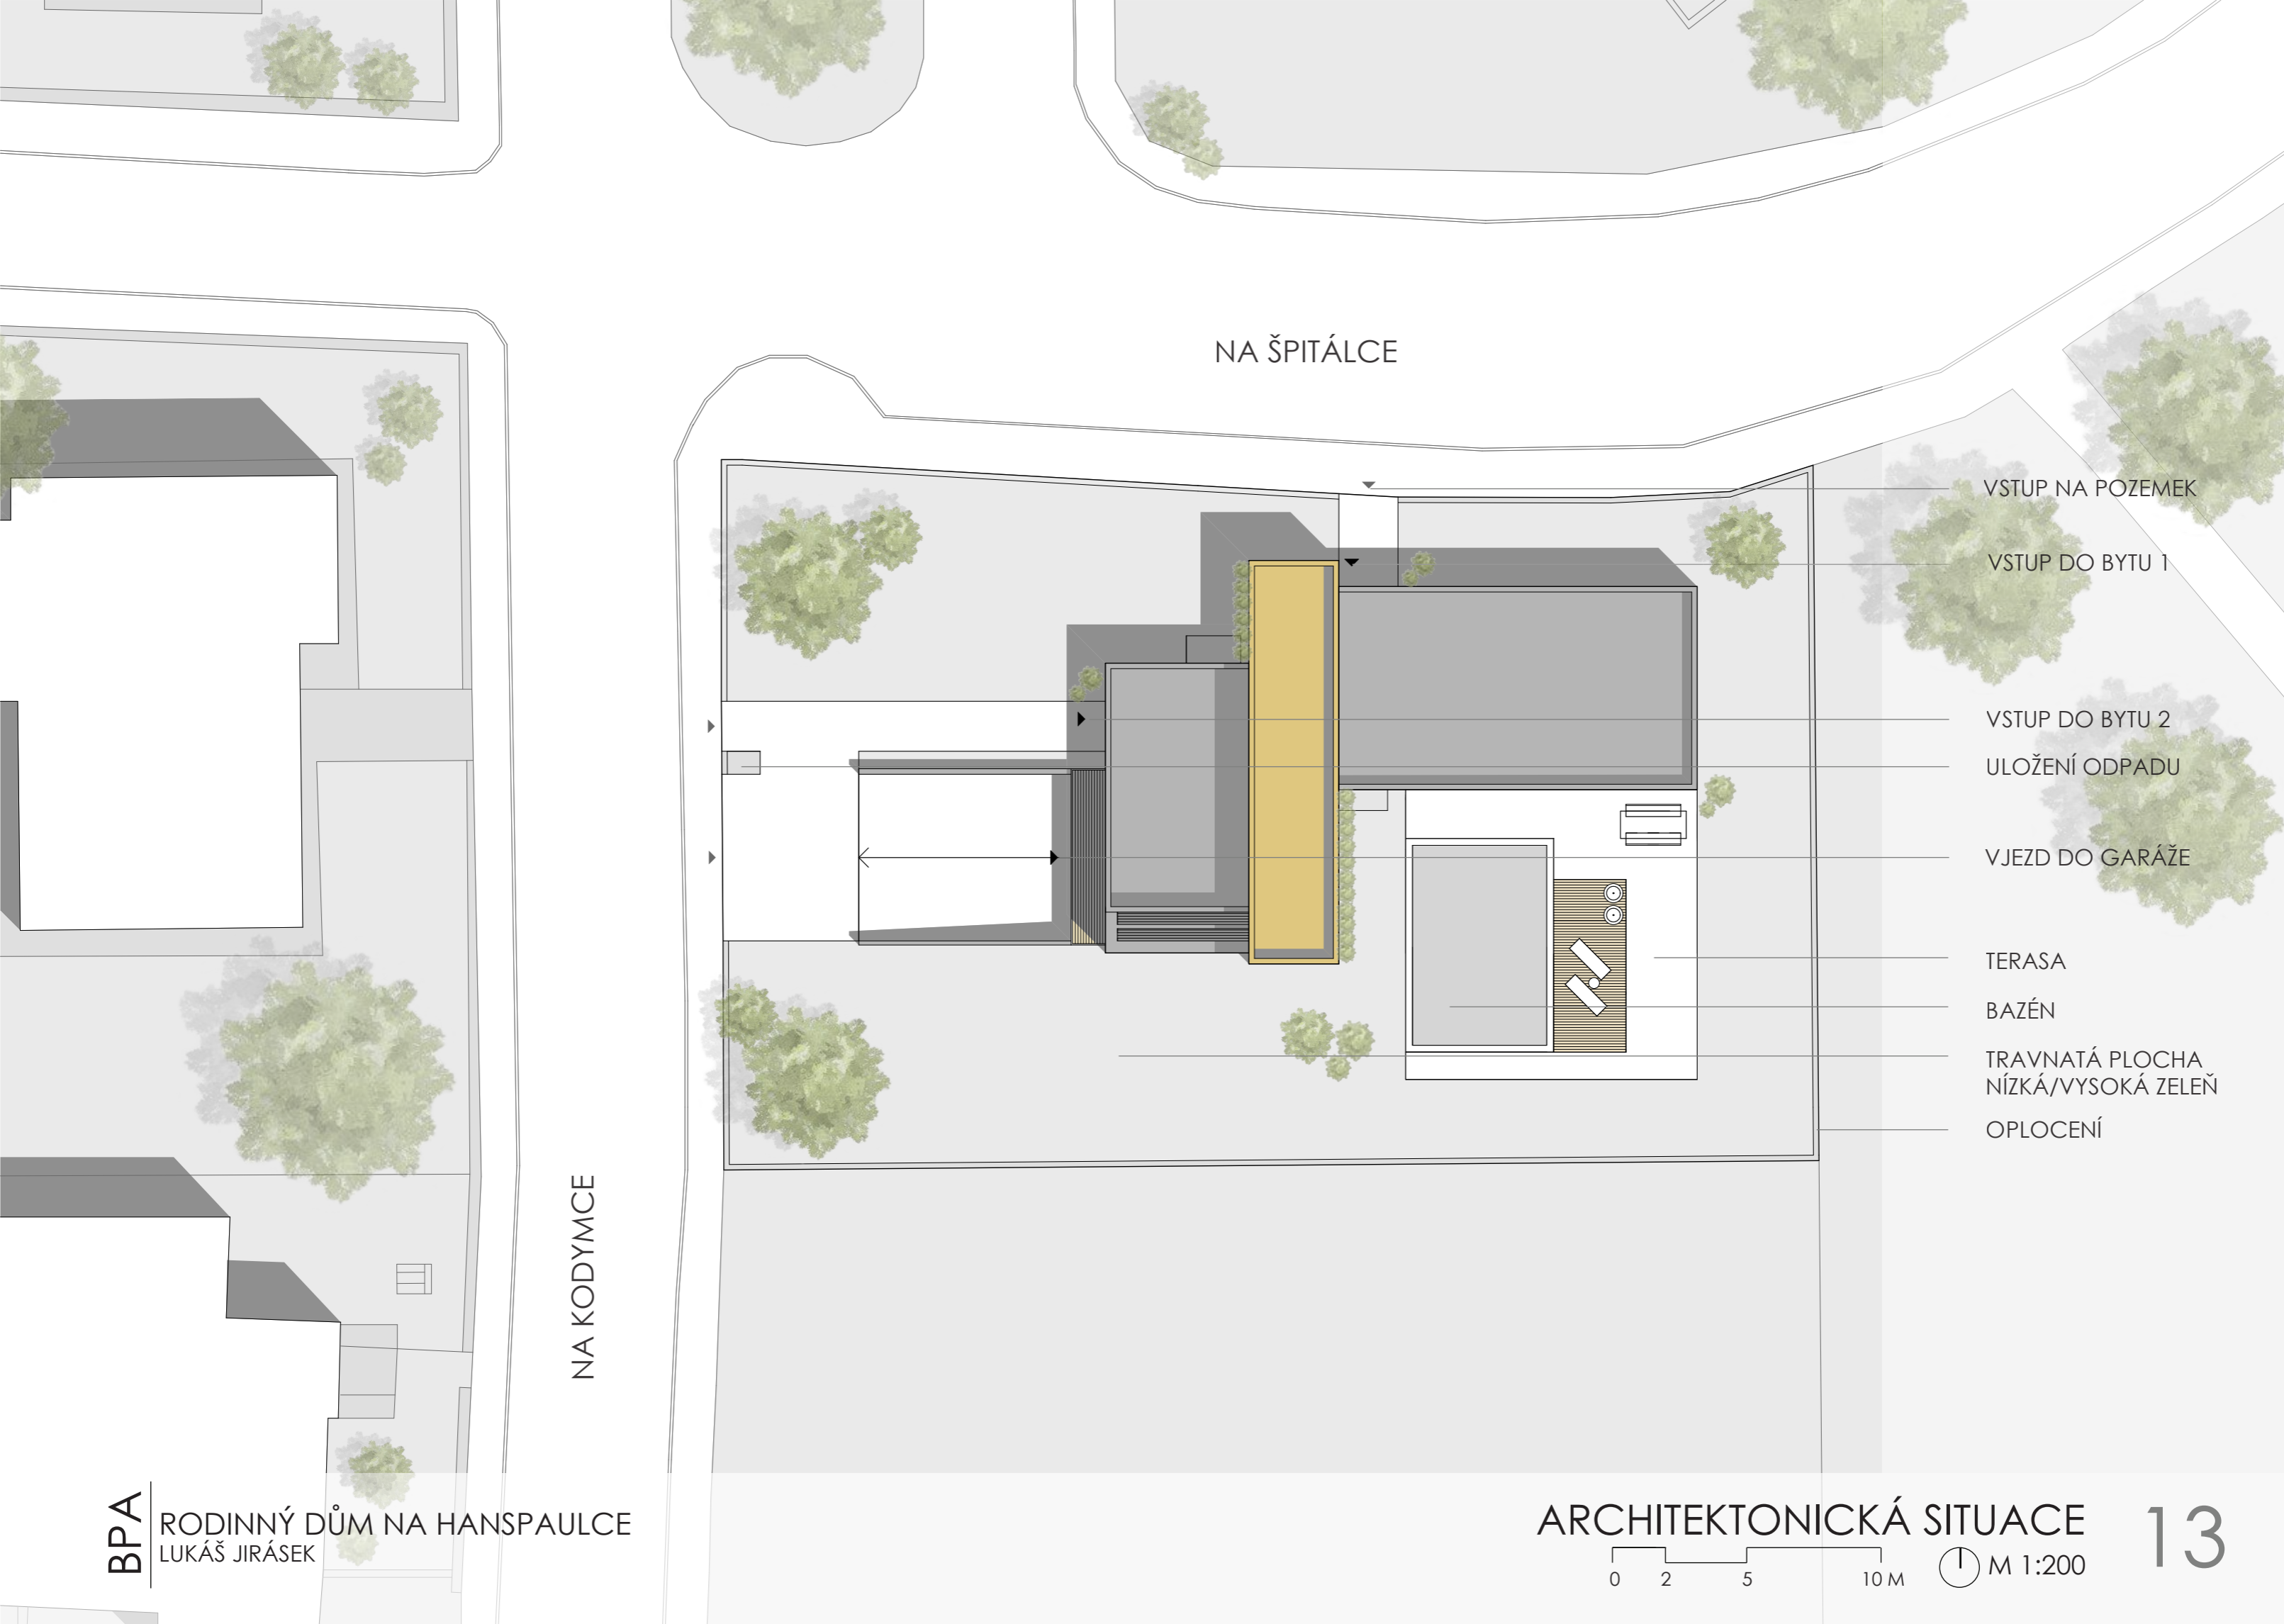 NA ŠPITÁLCE
VSTUP NA POZEMEK
VSTUP DO BYTU 1
VSTUP DO BYTU 2
ULOŽENÍ ODPADU
VJEZD DO GARÁŽE
TERASA
BAZÉN
TRAVNATÁ PLOCHA
NÍZKÁ/VYSOKÁ ZELEŇ
OPLOCENÍ
NA KODYMCE
BPA
RODINNÝ DŮM NA HANSPAULCE
LUKÁŠ JIRÁSEK
ARCHITEKTONICKÁ SITUACE
0 2 5 10 M
M 1:200
13